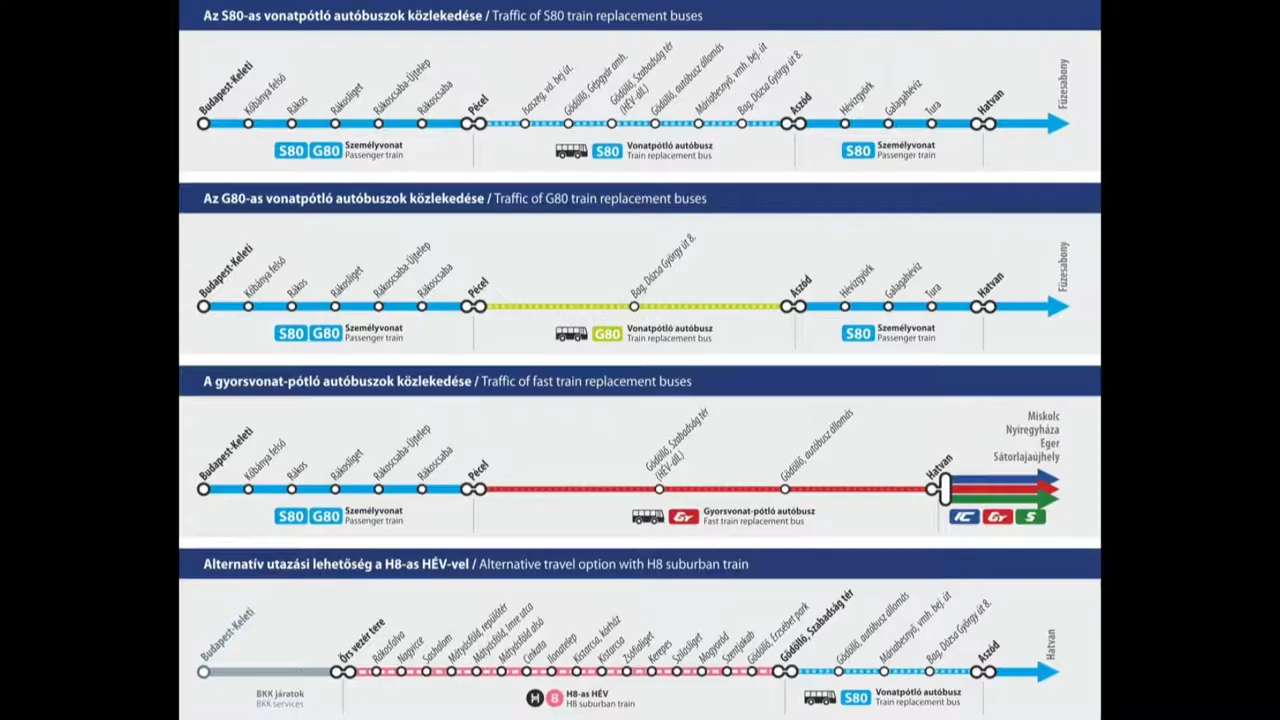 Az S80-as vonatpótló autóbuszok közlekedése / Traffic of S80 train replacement buses
Budapest-Keleti
Kőbánya felső
Rákos
Rákosliget
Rákoscsaba-Újtelep
Rákoscsaba
Pécel
Isaszeg, vá. bej út.
Gödöllő, Gépgyár amh.
Gödöllő, Szabadság tér
(HÉV-áll.)
Gödöllő, autóbusz állomás
Máriabesnyő, vmh. bej. út
Bag, Dózsa György út 8.
Aszód
Hévízgyörk
Galgahévíz
Tura
Hatvan
Füzesabony
S80 G80 Személyvonat
Passenger train
S80 Vonatpótló autóbusz
Train replacement bus
S80 Személyvonat
Passenger train
Az G80-as vonatpótló autóbuszok közlekedése / Traffic of G80 train replacement buses
Budapest-Keleti
Kőbánya felső
Rákos
Rákosliget
Rákoscsaba-Újtelep
Rákoscsaba
Pécel
Bag, Dózsa György út 8.
Aszód
Hévízgyörk
Galgahévíz
Tura
Hatvan
Füzesabony
S80 G80 Személyvonat
Passenger train
G80 Vonatpótló autóbusz
Train replacement bus
S80 Személyvonat
Passenger train
A gyorsvonat-pótló autóbuszok közlekedése / Traffic of fast train replacement buses
Budapest-Keleti
Kőbánya felső
Rákos
Rákosliget
Rákoscsaba-Újtelep
Rákoscsaba
Pécel
Gödöllő, Szabadság tér
(HÉV-áll.)
Gödöllő, autóbusz állomás
Hatvan
Miskolc
Nyíregyháza
Eger
Sátorlajaújhely
S80 G80 Személyvonat
Passenger train
Gy Gyorsvonat-pótló autóbusz
Fast train replacement bus
IC Gy S
Alternatív utazási lehetőség a H8-as HÉV-vel / Alternative travel option with H8 suburban train
Budapest-Keleti
Örs vezér tere
Rákosfalva
Nagyicce
Sashalom
Mátyásföld, repülőtér
Mátyásföld, Imre utca
Mátyásföld alsó
Cinkota
Ilonatelep
Kistarcsa, kórház
Kistarcsa
Zsófialiget
Kerepes
Szilasliget
Mogyoród
Szentjakab
Gödöllő, Erzsébet park
Gödöllő, Szabadság tér
Gödöllő, autóbusz állomás
Máriabesnyő, vmh. bej. út
Bag, Dózsa György út 8.
Aszód
Hatvan
BKK járatok
BKK services
H 8 H8-as HÉV
H8 suburban train
S80 Vonatpótló autóbusz
Train replacement bus